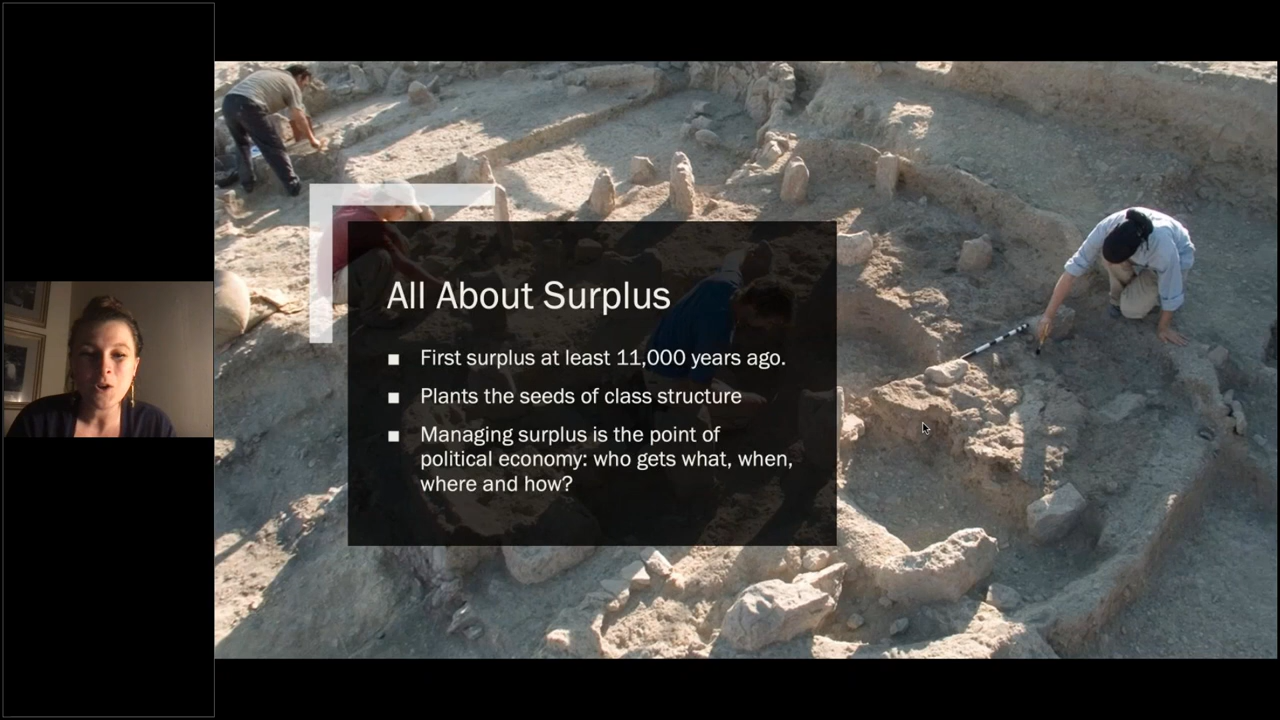 All About Surplus
First surplus at least 11,000 years ago.
Plants the seeds of class structure
Managing surplus is the point of
political economy: who gets what, when,
where and how?